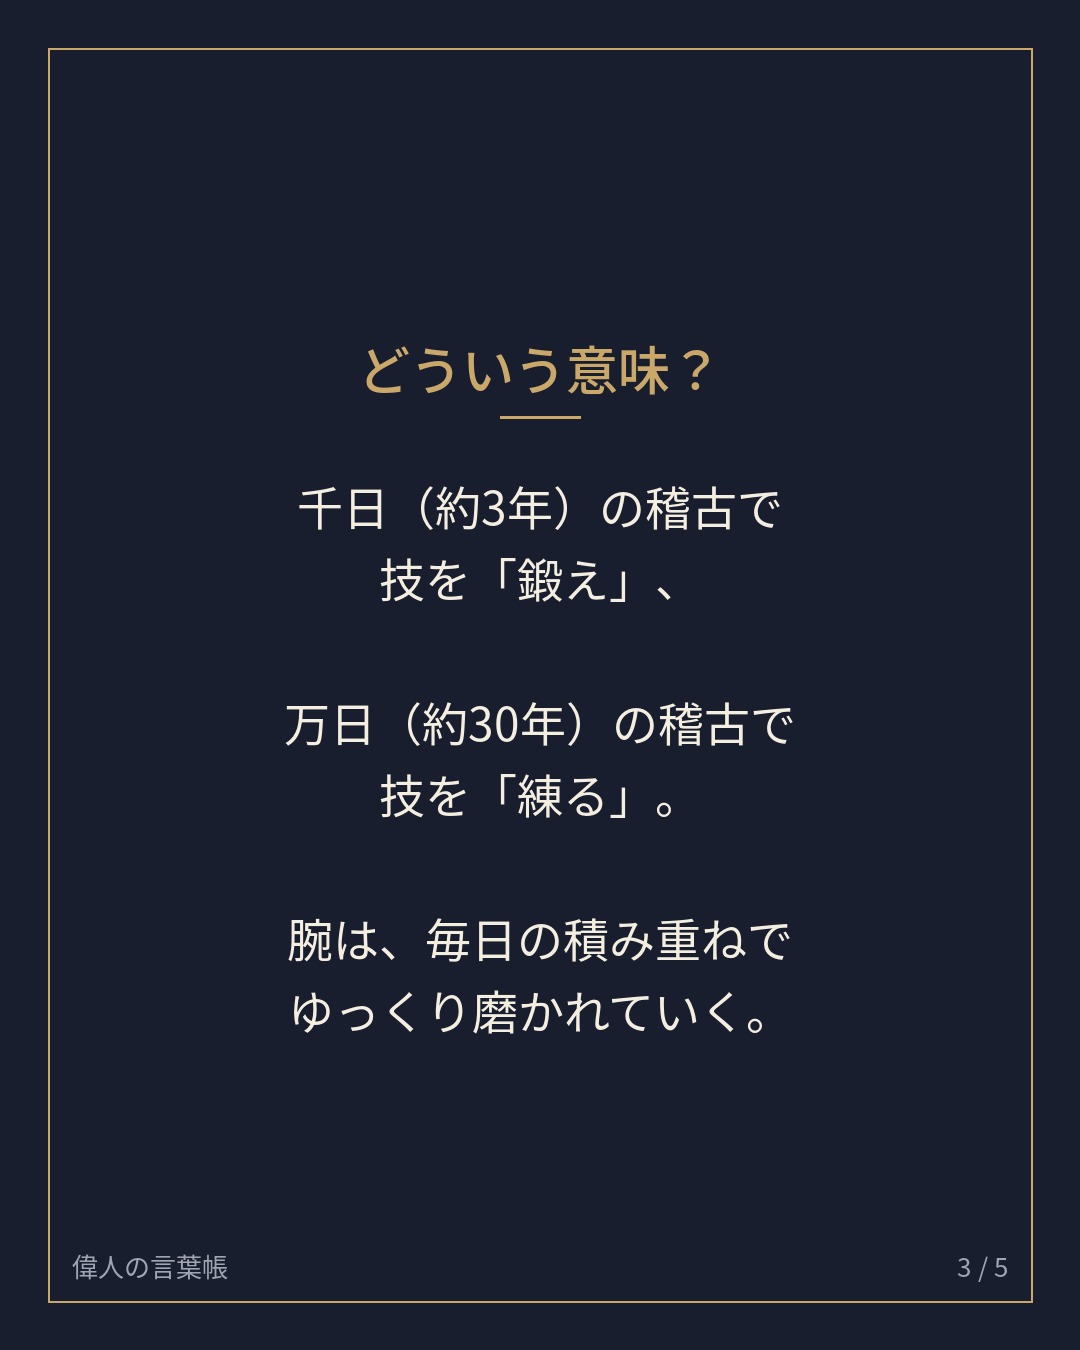 どういう意味？
千日（約3年）の稽古で
技を「鍛え」、
万日（約30年）の稽古で
技を「練る」。
腕は、毎日の積み重ねで
ゆっくり磨かれていく。
偉人の言葉帳
3 / 5